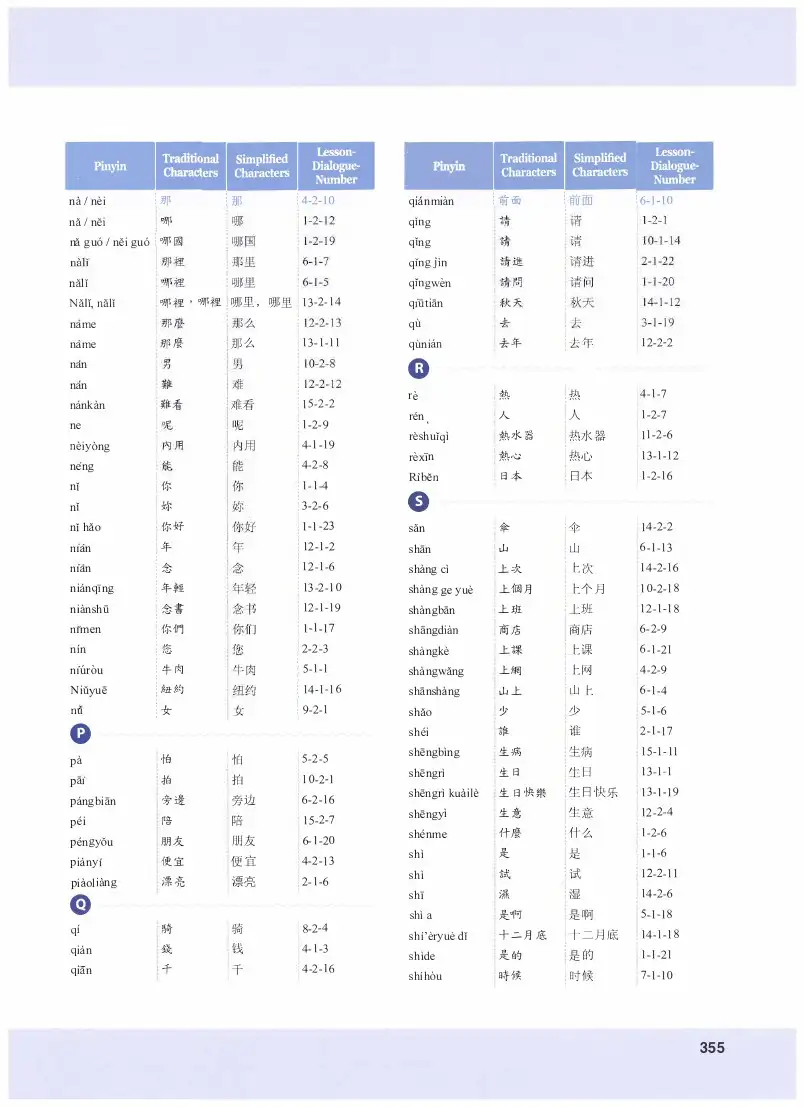 Pinyin Traditional Characters Simplified Characters Lesson-Dialogue-Number
nà / nèi 那 那 4-2-10
nǎ / něi 哪 哪 1-2-12
nǎ guó / něi guó 哪國 哪国 1-2-19
nàlǐ 那裡 那里 6-1-7
nǎlǐ 哪裡 哪里 6-1-5
Nǎlǐ, nǎlǐ 哪裡，哪裡 哪里，哪里 13-2-14
nàme 那麼 那么 12-2-13
nàme 那麼 那么 13-1-11
nán 男 男 10-2-8
nán 難 难 12-2-12
nánkàn 難看 难看 15-2-2
ne 呢 呢 1-2-9
nèiyòng 內用 内用 4-1-19
néng 能 能 4-2-8
nǐ 你 你 1-1-4
nǐ 妳 妳 3-2-6
nǐ hǎo 你好 你好 1-1-23
nián 年 年 12-1-2
niàn 念 念 12-1-6
niánqīng 年輕 年轻 13-2-10
niànshū 念書 念书 12-1-19
nǐmen 你們 你们 1-1-17
nín 您 您 2-2-3
niúròu 牛肉 牛肉 5-1-1
Niǔyuē 紐約 纽约 14-1-16
nǚ 女 女 9-2-1
P
pà 怕 怕 5-2-5
pāi 拍 拍 10-2-1
pángbiān 旁邊 旁边 6-2-16
péi 陪 陪 15-2-7
péngyǒu 朋友 朋友 6-1-20
piányí 便宜 便宜 4-2-13
piàoliàng 漂亮 漂亮 2-1-6
Q
qí 騎 骑 8-2-4
qián 錢 钱 4-1-3
qiān 千 千 4-2-16
Pinyin Traditional Characters Simplified Characters Lesson-Dialogue-Number
qiánmiàn 前面 前面 6-1-10
qǐng 請 请 1-2-1
qǐng 請 请 10-1-14
qǐng jìn 請進 请进 2-1-22
qǐngwèn 請問 请问 1-1-20
qiūtiān 秋天 秋天 14-1-12
qù 去 去 3-1-19
qùnián 去年 去年 12-2-2
R
rè 熱 热 4-1-7
rén 人 人 1-2-7
rèshuǐqì 熱水器 热水器 11-2-6
rèxīn 熱心 热心 13-1-12
Rìběn 日本 日本 1-2-16
S
sǎn 傘 伞 14-2-2
shān 山 山 6-1-13
shàng cì 上次 上次 14-2-16
shàng ge yuè 上個月 上个月 10-2-18
shàngbān 上班 上班 12-1-18
shāngdiàn 商店 商店 6-2-9
shàngkè 上課 上课 6-1-21
shàngwǎng 上網 上网 4-2-9
shānshàng 山上 山上 6-1-4
shǎo 少 少 5-1-6
shéi 誰 谁 2-1-17
shēngbìng 生病 生病 15-1-11
shēngrì 生日 生日 13-1-1
shēngrì kuàilè 生日快樂 生日快乐 13-1-19
shēngyì 生意 生意 12-2-4
shénme 什麼 什么 1-2-6
shì 是 是 1-1-6
shì 試 试 12-2-11
shī 濕 湿 14-2-6
shì a 是啊 是啊 5-1-18
shí'èryuè dǐ 十二月底 十二月底 14-1-18
shìde 是的 是的 1-1-21
shíhòu 時候 时候 7-1-10
355